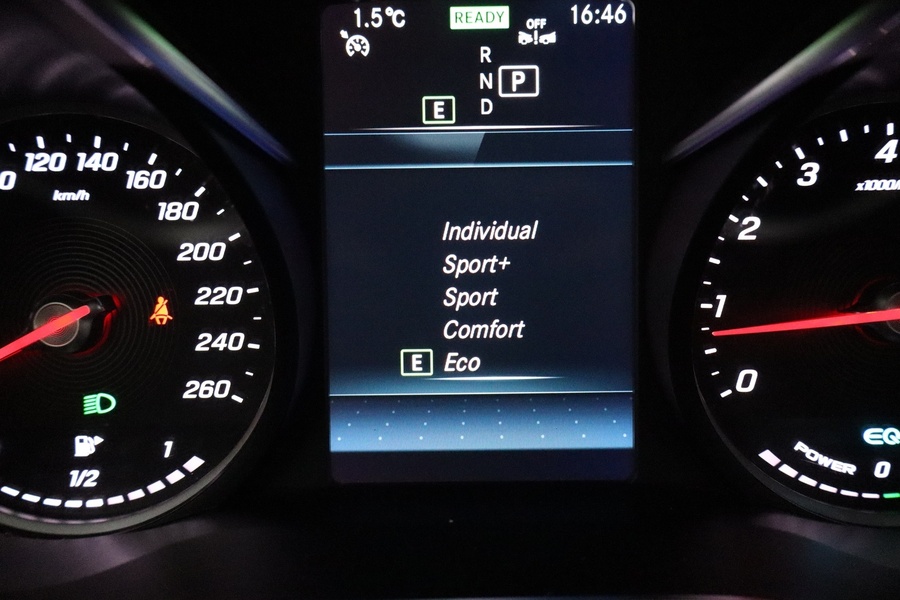 1.5°C
READY
OFF
16:46
R
N
P
D
E
Individual
Sport+
Sport
Comfort
E Eco
120
140
160
180
200
220
240
260
km/h
1/2
1
0
1
2
3
4
POWER
0
EQ